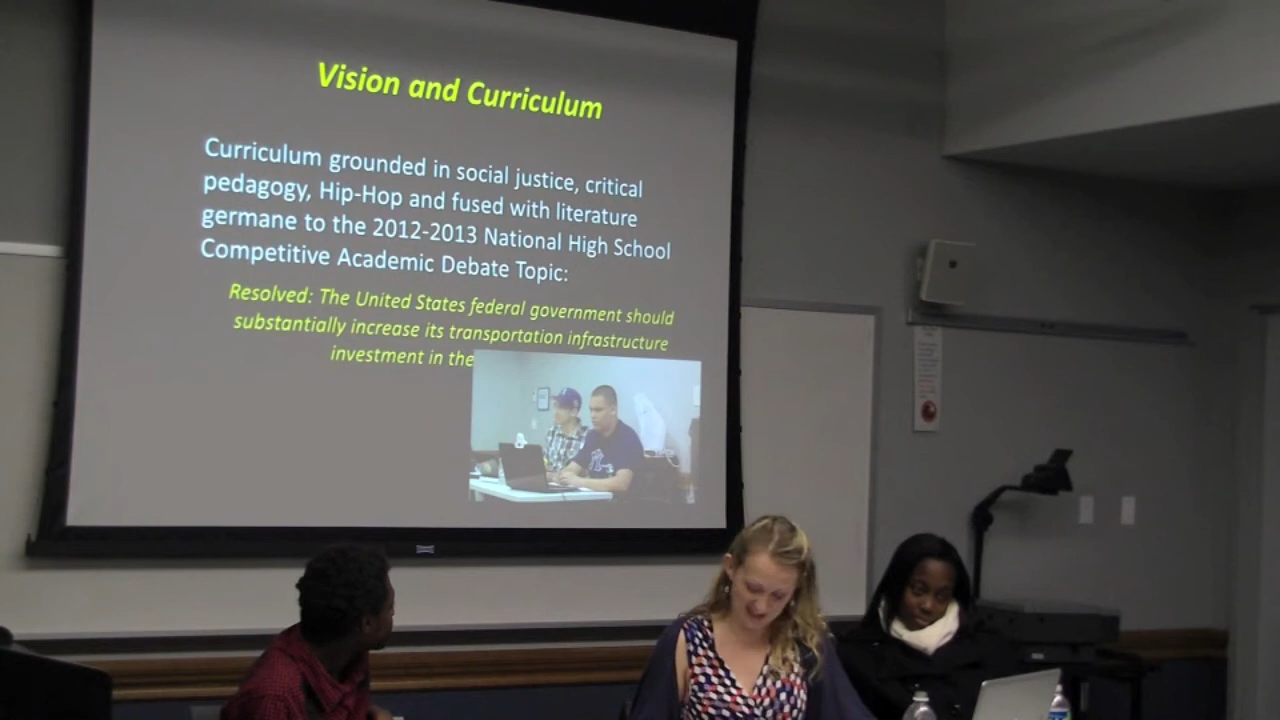 Vision and Curriculum
Curriculum grounded in social justice, critical
pedagogy, Hip-Hop and fused with literature
germane to the 2012-2013 National High School
Competitive Academic Debate Topic:
Resolved: The United States federal government should
substantially increase its transportation infrastructure
investment in the